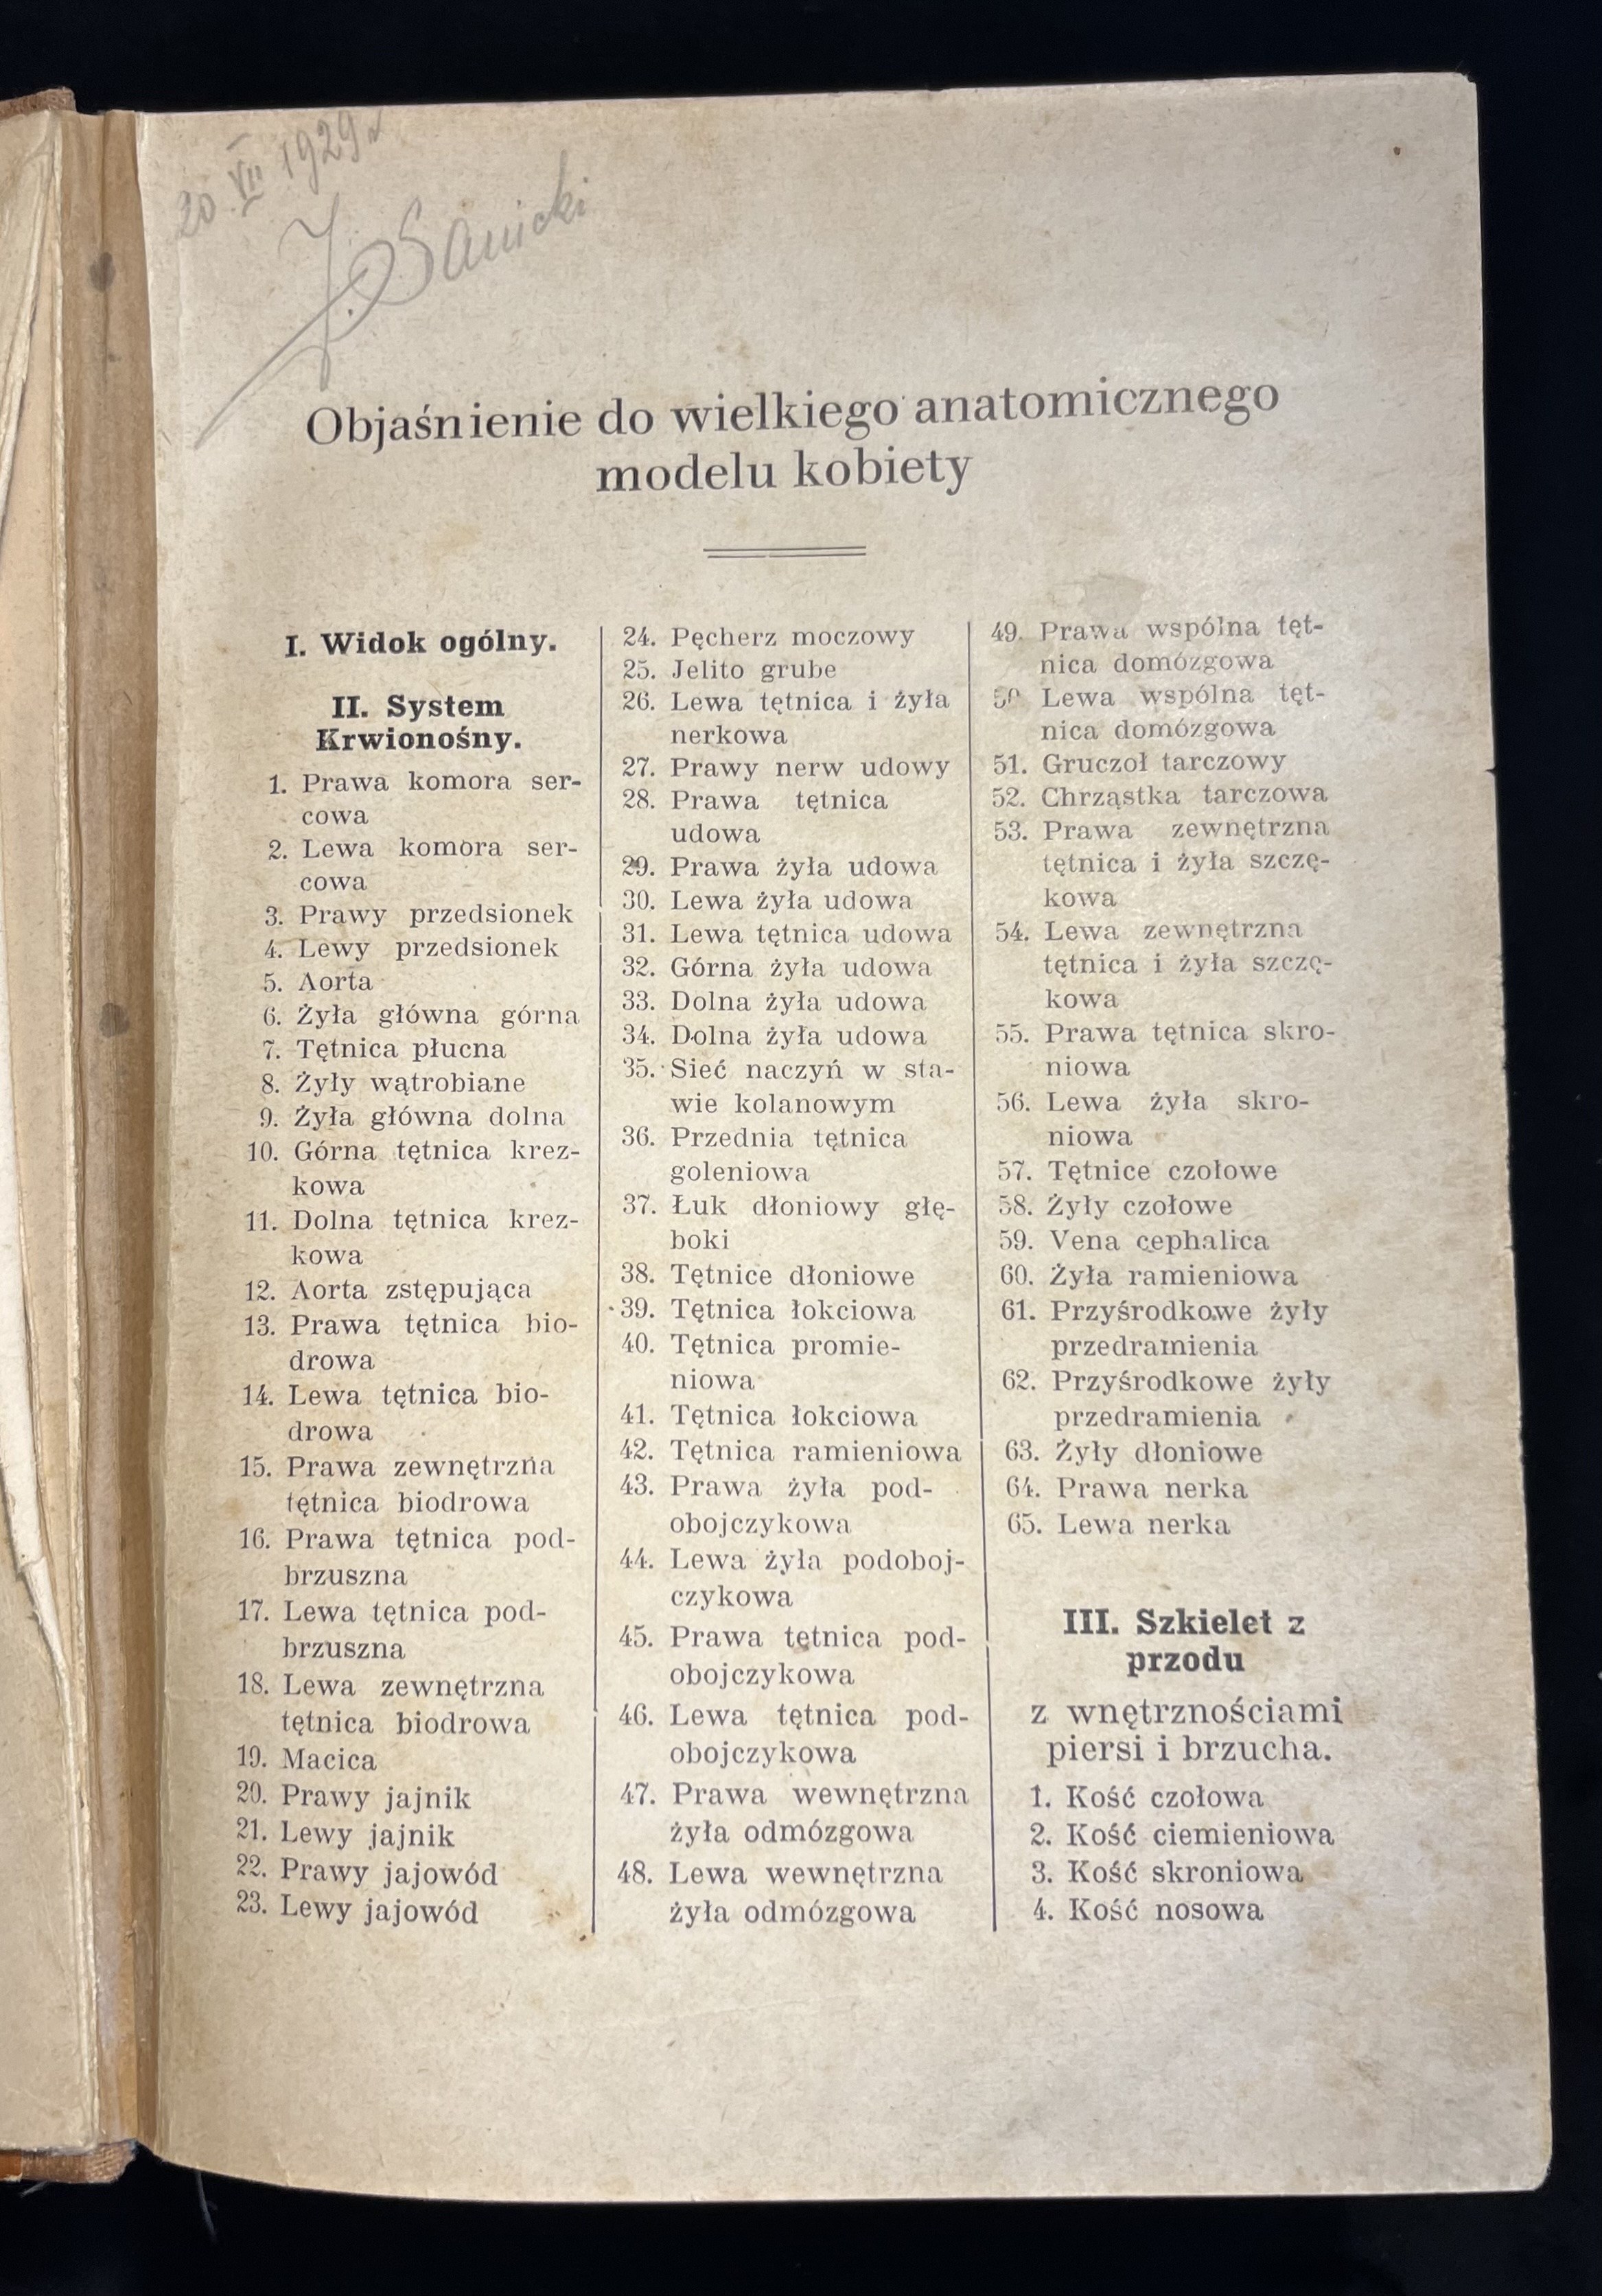 20 VII 1929 r
J. Sanicki
Objaśnienie do wielkiego anatomicznego
modelu kobiety
I. Widok ogólny.
II. System
Krwionośny.
1. Prawa komora ser-
cowa
2. Lewa komora ser-
cowa
3. Prawy przedsionek
4. Lewy przedsionek
5. Aorta
6. Żyła główna górna
7. Tętnica płucna
8. Żyły wątrobiane
9. Żyła główna dolna
10. Górna tętnica krez-
kowa
11. Dolna tętnica krez-
kowa
12. Aorta zstępująca
13. Prawa tętnica bio-
drowa
14. Lewa tętnica bio-
drowa
15. Prawa zewnętrzna
tętnica biodrowa
16. Prawa tętnica pod-
brzuszna
17. Lewa tętnica pod-
brzuszna
18. Lewa zewnętrzna
tętnica biodrowa
19. Macica
20. Prawy jajnik
21. Lewy jajnik
22. Prawy jajowód
23. Lewy jajowód
24. Pęcherz moczowy
25. Jelito grube
26. Lewa tętnica i żyła
nerkowa
27. Prawy nerw udowy
28. Prawa tętnica
udowa
29. Prawa żyła udowa
30. Lewa żyła udowa
31. Lewa tętnica udowa
32. Górna żyła udowa
33. Dolna żyła udowa
34. Dolna żyła udowa
35. Sieć naczyń w sta-
wie kolanowym
36. Przednia tętnica
goleniowa
37. Łuk dłoniowy głę-
boki
38. Tętnice dłoniowe
39. Tętnica łokciowa
40. Tętnica promie-
niowa
41. Tętnica łokciowa
42. Tętnica ramieniowa
43. Prawa żyła pod-
obojczykowa
44. Lewa żyła podoboj-
czykowa
45. Prawa tętnica pod-
obojczykowa
46. Lewa tętnica pod-
obojczykowa
47. Prawa wewnętrzna
żyła odmózgowa
48. Lewa wewnętrzna
żyła odmózgowa
49. Prawa wspólna tęt-
nica domózgowa
50 Lewa wspólna tęt-
nica domózgowa
51. Gruczoł tarczowy
52. Chrząstka tarczowa
53. Prawa zewnętrzna
tętnica i żyła szczę-
kowa
54. Lewa zewnętrzna
tętnica i żyła szczę-
kowa
55. Prawa tętnica skro-
niowa
56. Lewa żyła skro-
niowa
57. Tętnice czołowe
58. Żyły czołowe
59. Vena cephalica
60. Żyła ramieniowa
61. Przyśrodkowe żyły
przedramienia
62. Przyśrodkowe żyły
przedramienia
63. Żyły dłoniowe
64. Prawa nerka
65. Lewa nerka
III. Szkielet z
przodu
z wnętrznościami
piersi i brzucha.
1. Kość czołowa
2. Kość ciemieniowa
3. Kość skroniowa
4. Kość nosowa